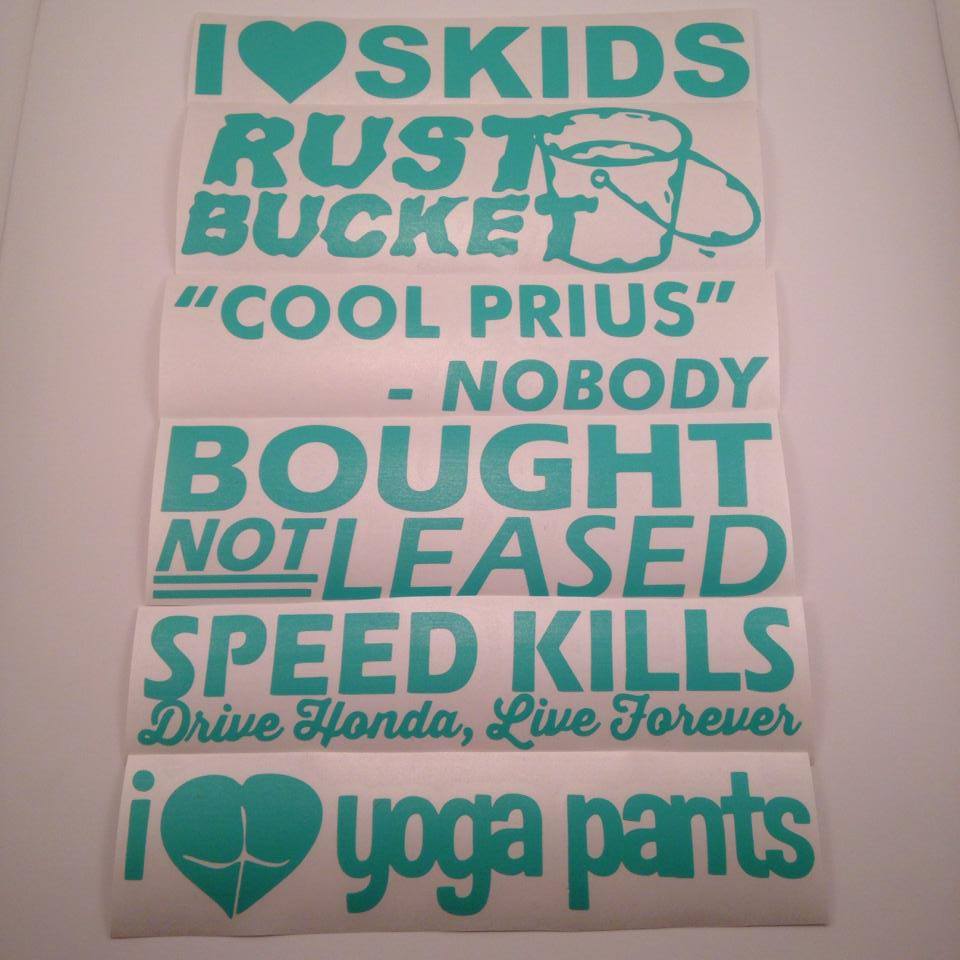 I♥SKIDS
RUST
BUCKET
“COOL PRIUS”
- NOBODY
BOUGHT
NOT LEASED
SPEED KILLS
Drive Honda, Live Forever
i ♥ yoga pants